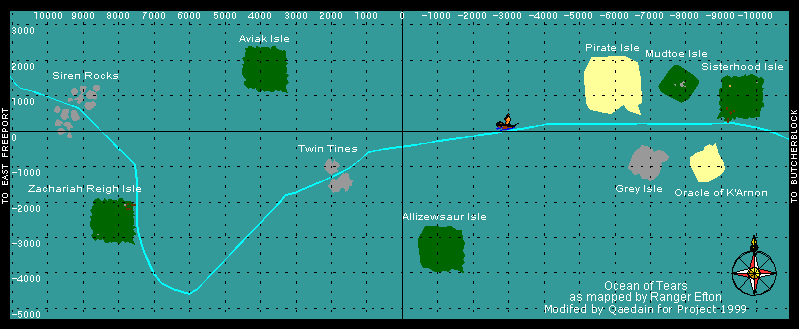 10000 9000 8000 7000 6000 5000 4000 3000 2000 1000 0 -1000 -2000 -3000 -4000 -5000 -6000 -7000 -8000 -9000 -10000
3000
2000
1000
0
-1000
-2000
-3000
-4000
-5000
TO EAST FREEPORT
Aviak Isle
Pirate Isle
Mudtoe Isle
Sisterhood Isle
Siren Rocks
Twin Tines
Zachariah Reigh Isle
Grey Isle
Oracle of K'Arnon
Allizewsaur Isle
TO BUTCHERBLOCK
Ocean of Tears
as mapped by Ranger Efton
Modifed by Qaedain for Project 1999